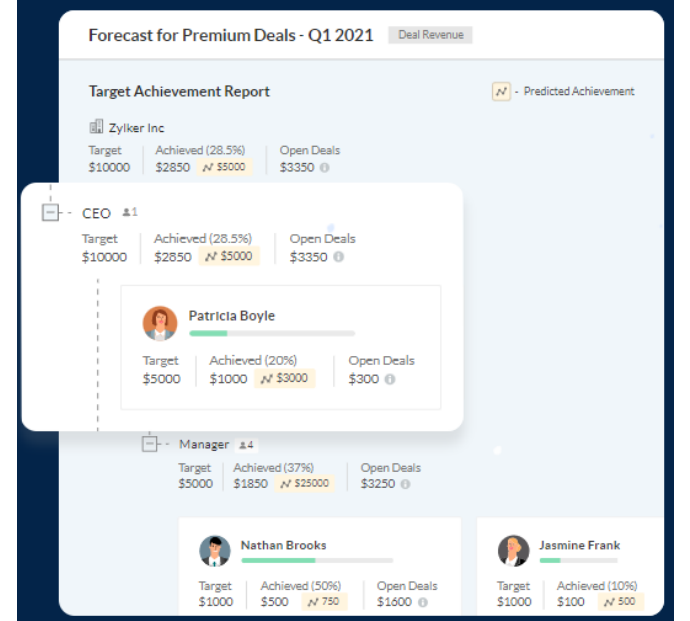 Forecast for Premium Deals - Q1 2021 Deal Revenue
Target Achievement Report - Predicted Achievement
Zylker Inc
Target Achieved (28.5%) Open Deals
$10000 $2850 $5000 $3350
CEO 1
Target Achieved (28.5%) Open Deals
$10000 $2850 $5000 $3350
Patricia Boyle
Target Achieved (20%) Open Deals
$5000 $1000 $3000 $300
Manager 4
Target Achieved (37%) Open Deals
$5000 $1850 $25000 $3250
Nathan Brooks Jasmine Frank
Target Achieved (50%) Open Deals Target Achieved (10%)
$1000 $500 750 $1600 $1000 $100 500